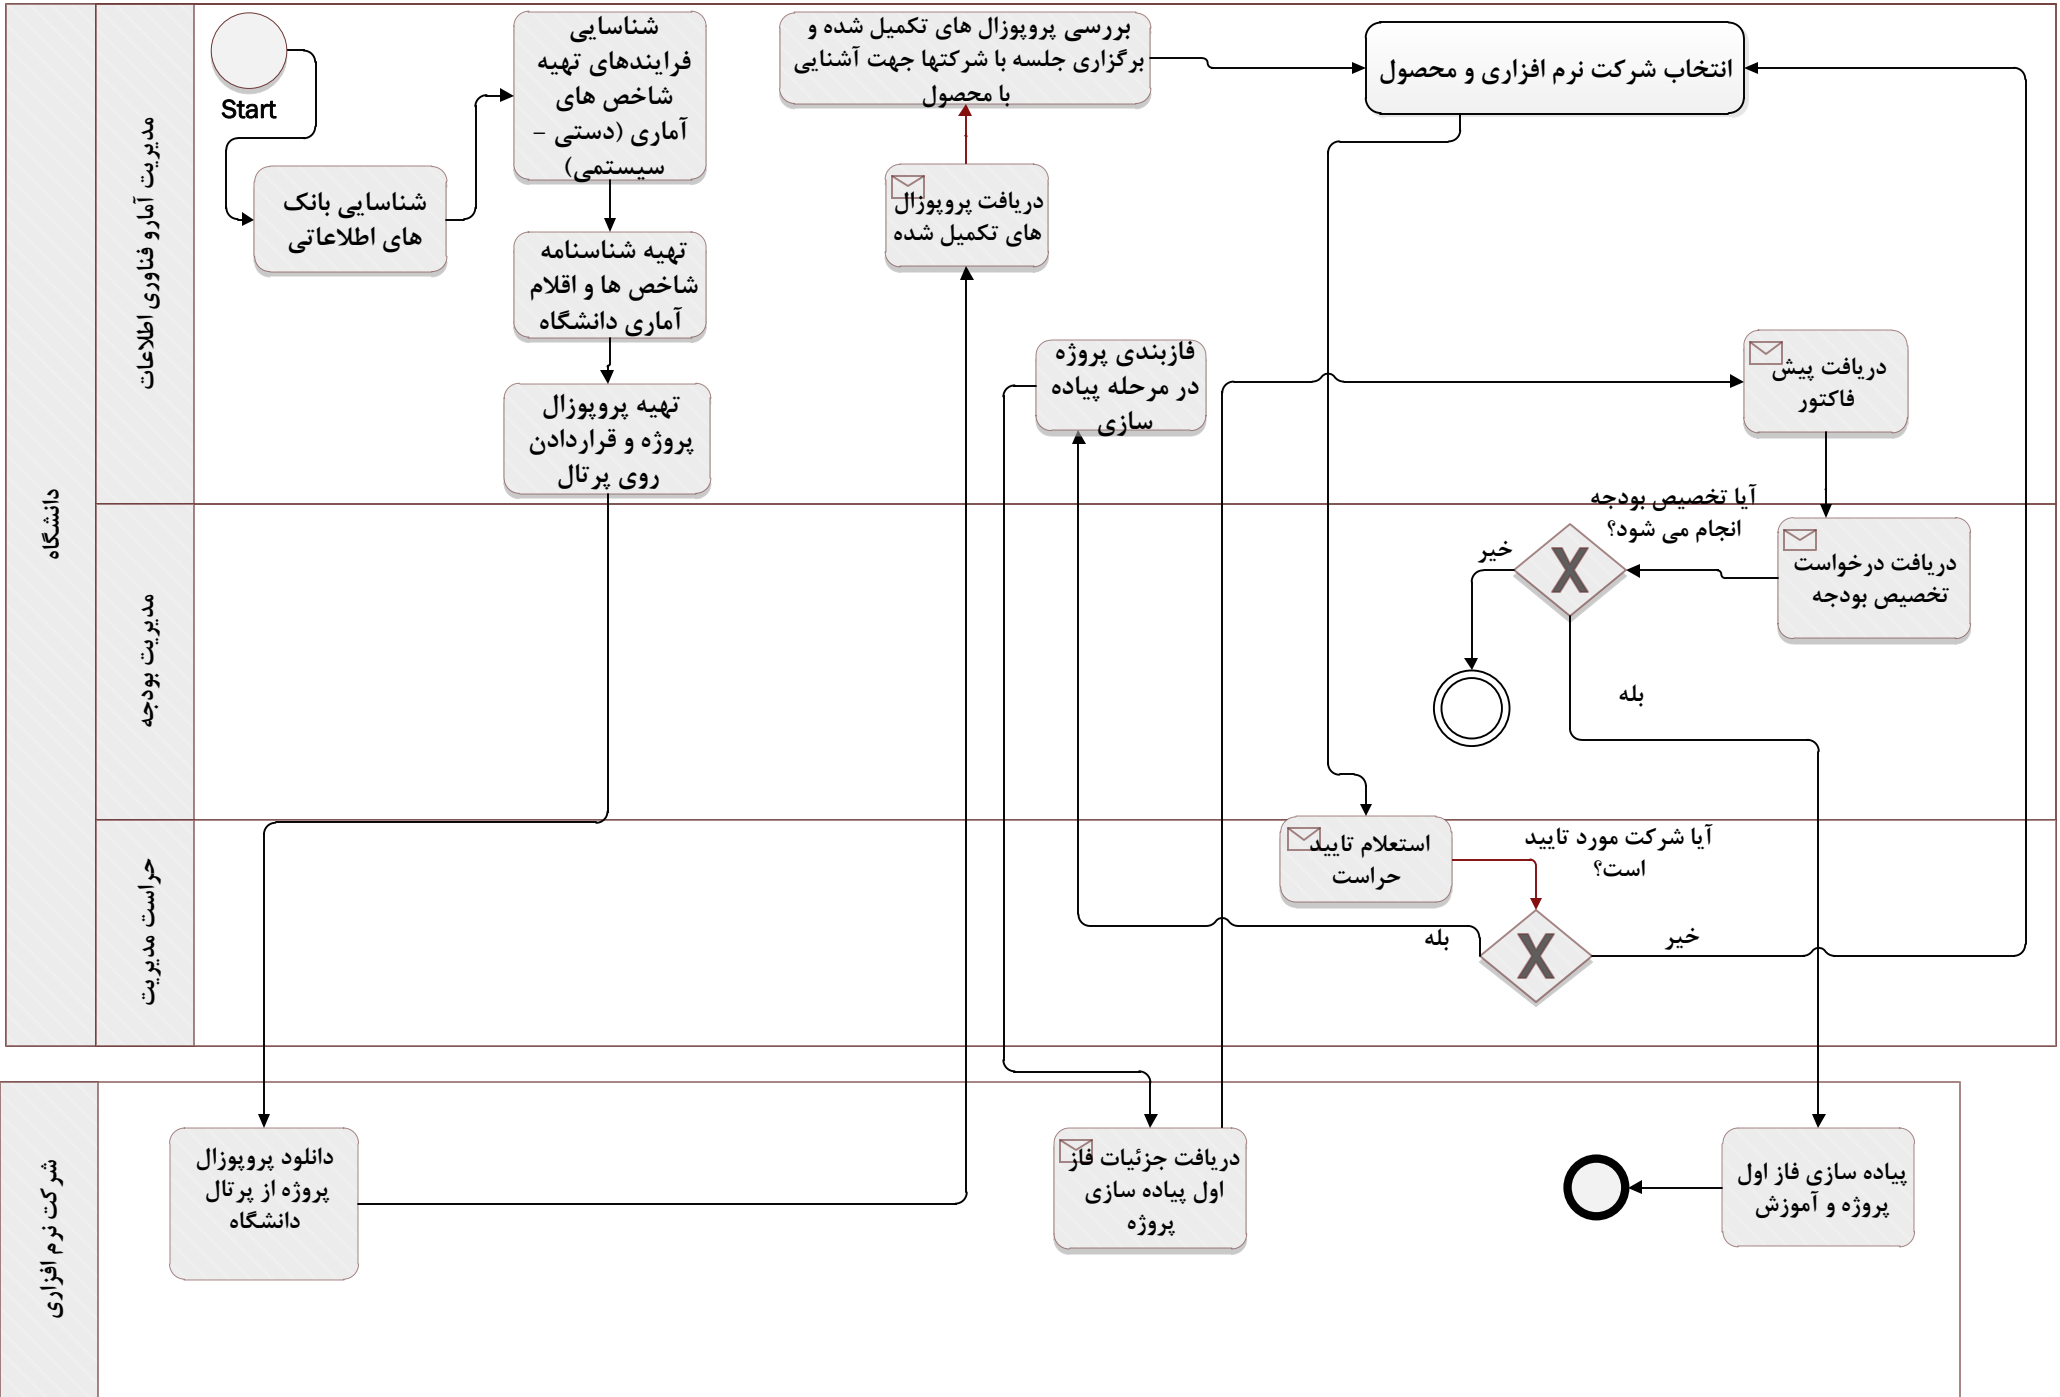 دانشگاه
مدیریت آمارو فناوری اطلاعات
مدیریت بودجه
حراست مدیریت
شرکت نرم افزاری
Start
شناسایی بانک
های اطلاعاتی
شناسایی
فرایندهای تهیه
شاخص های
آماری (دستی –
سیستمی)
تهیه شناسنامه
شاخص ها و اقلام
آماری دانشگاه
تهیه پروپوزال
پروژه و قراردادن
روی پرتال
دانلود پروپوزال
پروژه از پرتال
دانشگاه
دریافت پروپوزال
های تکمیل شده
بررسی پروپوزال های تکمیل شده و
برگزاری جلسه با شرکتها جهت آشنایی
با محصول
انتخاب شرکت نرم افزاری و محصول
استعلام تایید
حراست
آیا شرکت مورد تایید
است؟
خیر
بله
فازبندی پروژه
در مرحله پیاده
سازی
دریافت جزئیات فاز
اول پیاده سازی
پروژه
دریافت پیش
فاکتور
دریافت درخواست
تخصیص بودجه
آیا تخصیص بودجه
انجام می شود؟
خیر
بله
پیاده سازی فاز اول
پروژه و آموزش